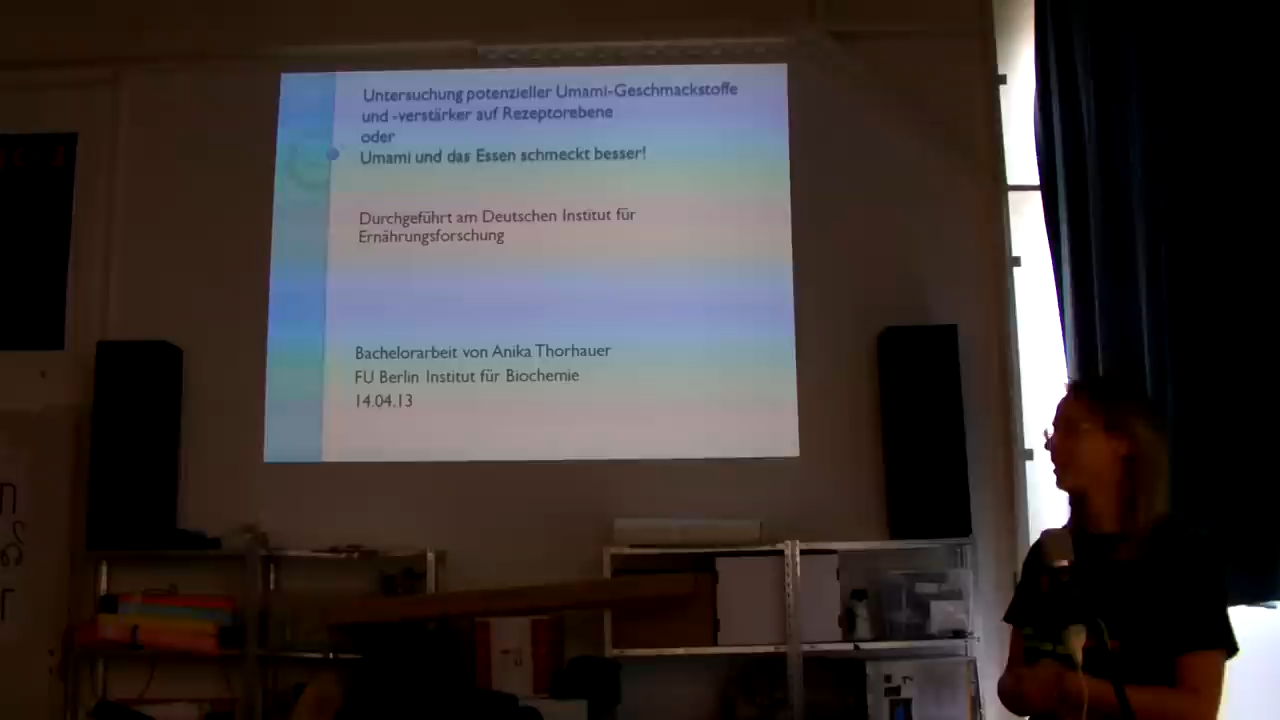 Untersuchung potenzieller Umami-Geschmackstoffe
und -verstärker auf Rezeptorebene
oder
Umami und das Essen schmeckt besser!
Durchgeführt am Deutschen Institut für
Ernährungsforschung
Bachelorarbeit von Anika Thorhauer
FU Berlin Institut für Biochemie
14.04.13